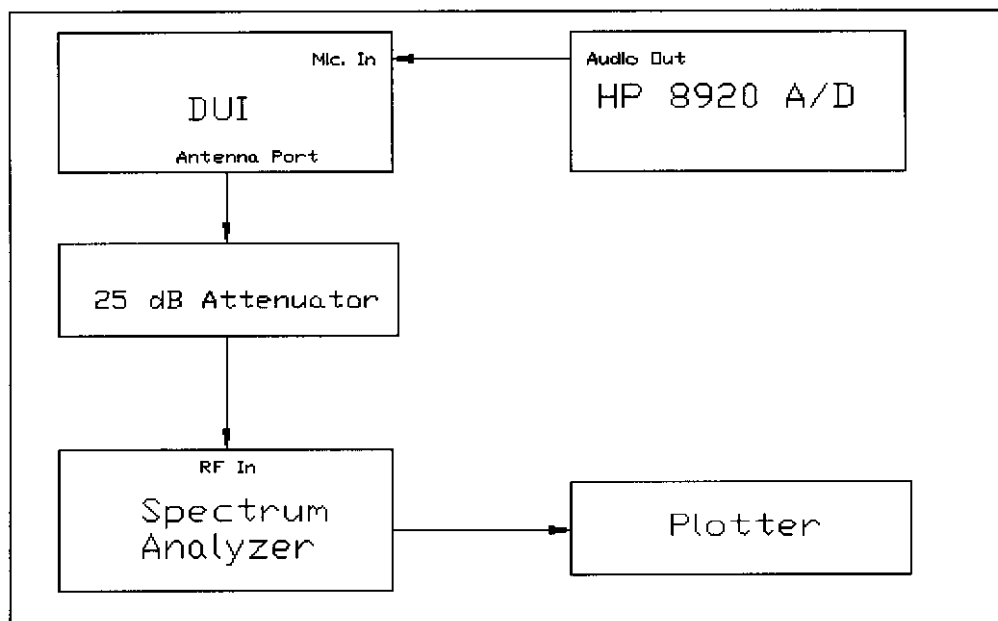 Mic. In
DUI
Antenna Port
Audio Out
HP 8920 A/D
25 dB Attenuator
RF In
Spectrum
Analyzer
Plotter